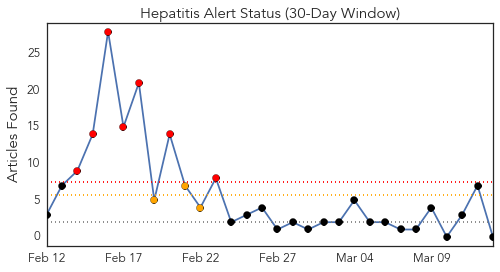 Hepatitis Alert Status (30-Day Window)
Articles Found
25
20
15
10
5
0
Feb 12
Feb 17
Feb 22
Feb 27
Mar 04
Mar 09